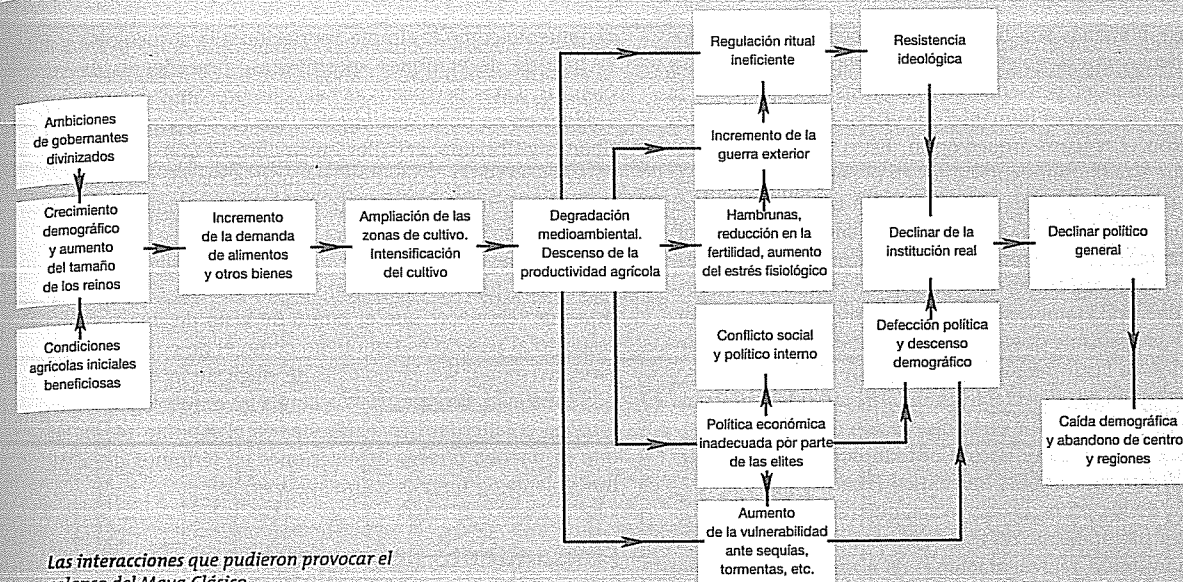 Ambiciones
de gobernantes
divinizados
Crecimiento
demográfico
y aumento
del tamaño
de los reinos
Condiciones
agrícolas iniciales
beneficiosas
Incremento
de la demanda
de alimentos
y otros bienes
Ampliación de las
zonas de cultivo.
Intensificación
del cultivo
Degradación
medioambiental.
Descenso de la
productividad agrícola
Regulación ritual
ineficiente
Incremento de la
guerra exterior
Hambrunas,
reducción en la
fertilidad, aumento
del estrés fisiológico
Conflicto social
y político interno
Política económica
inadecuada por parte
de las elites
Aumento
de la vulnerabilidad
ante sequías,
tormentas, etc.
Resistencia
ideológica
Declinar de la
institución real
Defección política
y descenso
demográfico
Declinar político
general
Caída demográfica
y abandono de centro
y regiones
Las interacciones que pudieron provocar el
del Maya Clásico